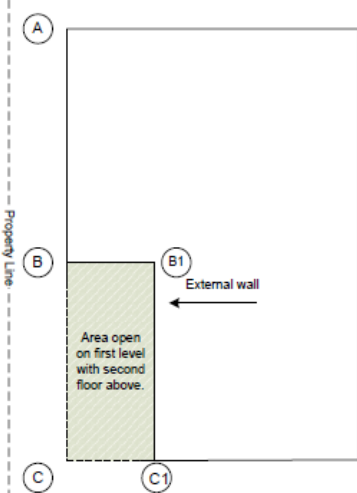 A
Property Line
B
B1
External wall
Area open
on first level
with second
floor above.
C
C1